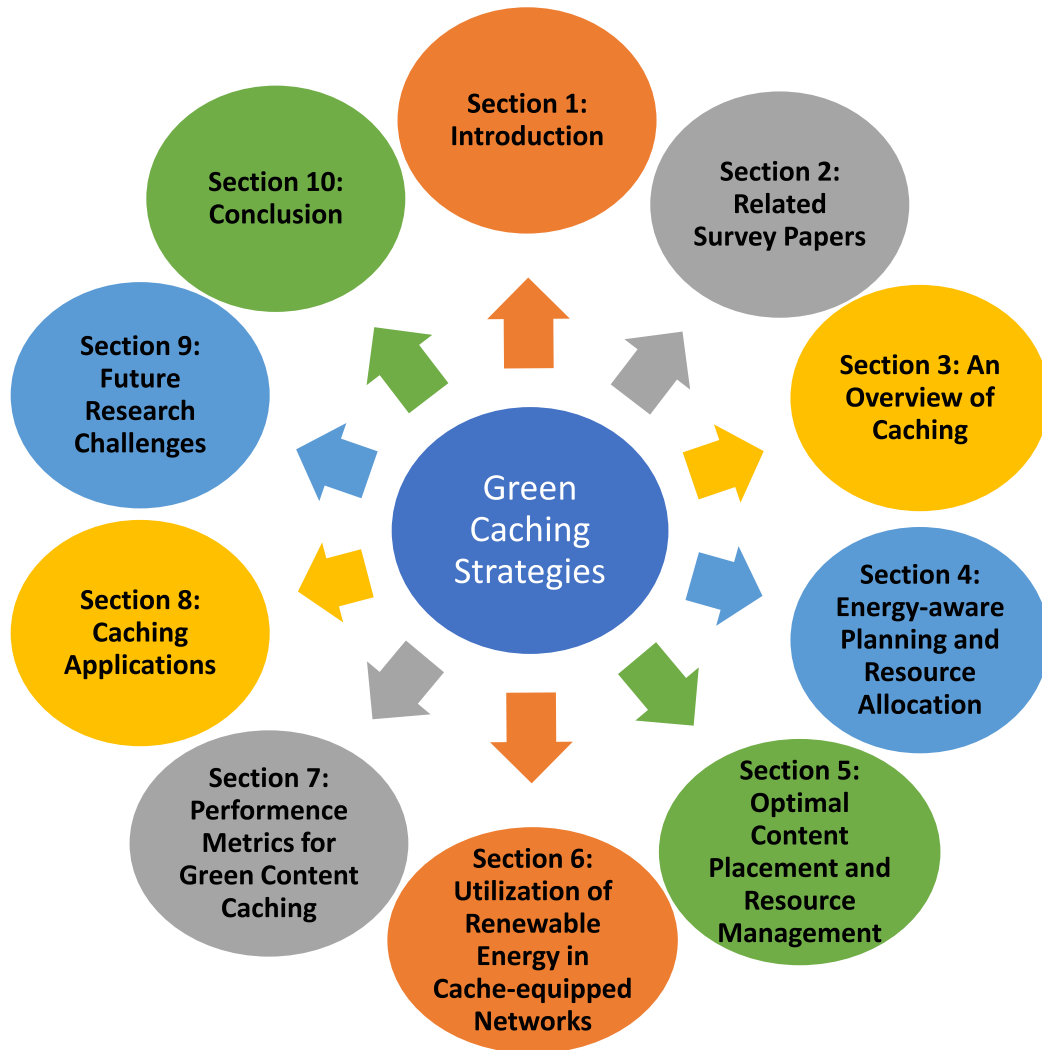 Section 1:
Introduction
Section 2:
Related
Survey Papers
Section 3: An
Overview of
Caching
Section 4:
Energy-aware
Planning and
Resource
Allocation
Section 5:
Optimal
Content
Placement and
Resource
Management
Section 6:
Utilization of
Renewable
Energy in
Cache-equipped
Networks
Section 7:
Performence
Metrics for
Green Content
Caching
Section 8:
Caching
Applications
Section 9:
Future
Research
Challenges
Section 10:
Conclusion
Green
Caching
Strategies